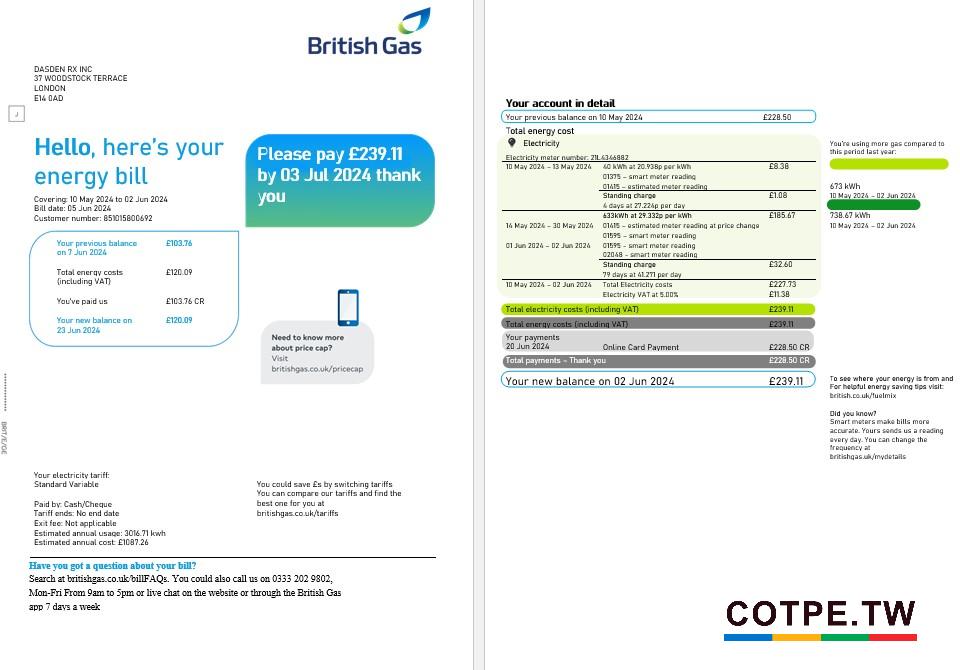 British Gas
DASDEN RX INC
37 WOODSTOCK TERRACE
LONDON
E14 0AD
J
Hello, here's your
energy bill
Covering: 10 May 2024 to 02 Jun 2024
Bill date: 05 Jun 2024
Customer number: 851015800692
Please pay £239.11
by 03 Jul 2024 thank
you
Your previous balance £103.76
on 7 Jun 2024
Total energy costs £120.09
(including VAT)
You've paid us £103.76 CR
Your new balance on £120.09
23 Jun 2024
Need to know more
about price cap?
Visit
britishgas.co.uk/pricecap
BRIT/E/GE
Your electricity tariff:
Standard Variable
Paid by: Cash/Cheque
Tariff ends: No end date
Exit fee: Not applicable
Estimated annual usage: 3016.71 kwh
Estimated annual cost: £1087.26
You could save £s by switching tariffs
You can compare our tariffs and find the
best one for you at
britishgas.co.uk/tariffs
Have you got a question about your bill?
Search at britishgas.co.uk/billFAQs. You could also call us on 0333 202 9802,
Mon-Fri From 9am to 5pm or live chat on the website or through the British Gas
app 7 days a week
Your account in detail
Your previous balance on 10 May 2024 £228.50
Total energy cost
Electricity
Electricity meter number: 21L4346882
10 May 2024 – 13 May 2024 40 kWh at 20.938p per kWh £8.38
01375 – smart meter reading
01415 – estimated meter reading
Standing charge £1.08
4 days at 27.224p per day
633kWh at 29.332p per kWh £185.67
14 May 2024 – 30 May 2024 01415 – estimated meter reading at price change
01595 – smart meter reading
01 Jun 2024 – 02 Jun 2024 01595 – smart meter reading
02048 – smart meter reading
Standing charge £32.60
79 days at 41.271 per day
10 May 2024 – 02 Jun 2024 Total Electricity costs £227.73
Electricity VAT at 5.00% £11.38
Total electricity costs (including VAT) £239.11
Total energy costs (including VAT) £239.11
Your payments
20 Jun 2024 Online Card Payment £228.50 CR
Total payments – Thank you £228.50 CR
Your new balance on 02 Jun 2024 £239.11
You're using more gas compared to
this period last year:
673 kWh
10 May 2024 – 02 Jun 2024
738.67 kWh
10 May 2024 – 02 Jun 2024
To see where your energy is from and
For helpful energy saving tips visit:
british.co.uk/fuelmix
Did you know?
Smart meters make bills more
accurate. Yours sends us a reading
every day. You can change the
frequency at
britishgas.uk/mydetails
COTPE.TW